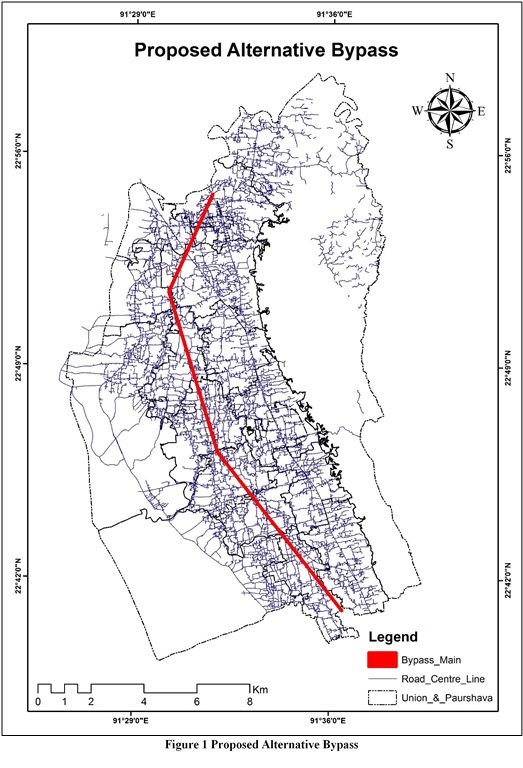 91°29'0"E 91°36'0"E
Proposed Alternative Bypass
N
W E
S
22°56'0"N 22°56'0"N
22°49'0"N 22°49'0"N
22°42'0"N 22°42'0"N
Legend
Bypass_Main
Road_Centre_Line
Union_&_Paurshava
Km
0 1 2 4 6 8
91°29'0"E 91°36'0"E
Figure 1 Proposed Alternative Bypass